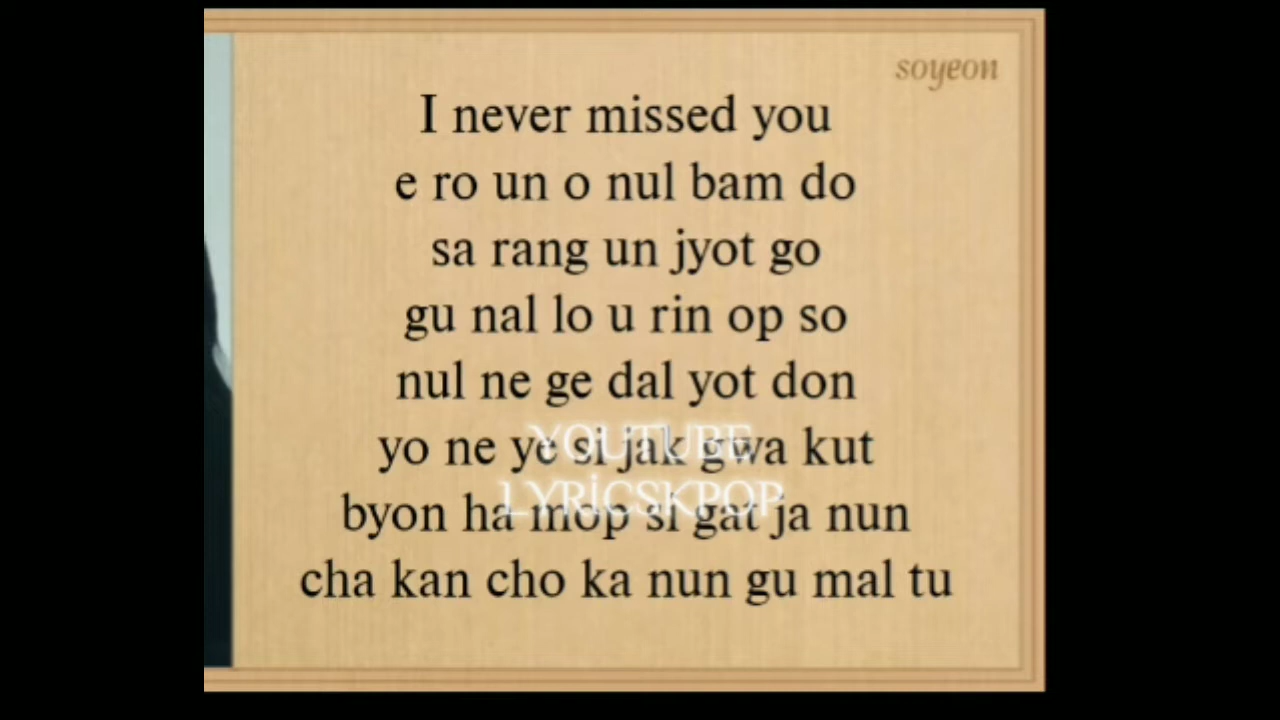 soyeon
I never missed you
e ro un o nul bam do
sa rang un jyot go
gu nal lo u rin op so
nul ne ge dal yot don
yo ne ye si jak gwa kut
byon ha mop si gat ja nun
cha kan cho ka nun gu mal tu
YOUTUBE
LYRİCSKPOP